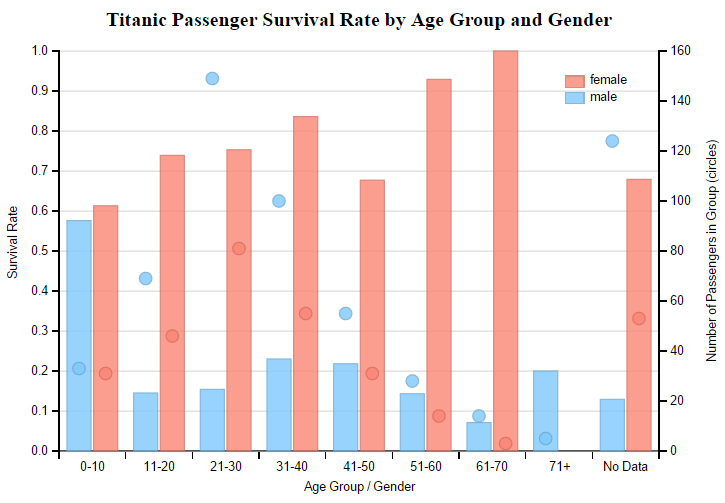 Titanic Passenger Survival Rate by Age Group and Gender
1.0
0.9
0.8
0.7
0.6
0.5
0.4
0.3
0.2
0.1
0.0
Survival Rate
160
140
120
100
80
60
40
20
0
Number of Passengers in Group (circles)
female
male
0-10 11-20 21-30 31-40 41-50 51-60 61-70 71+ No Data
Age Group / Gender